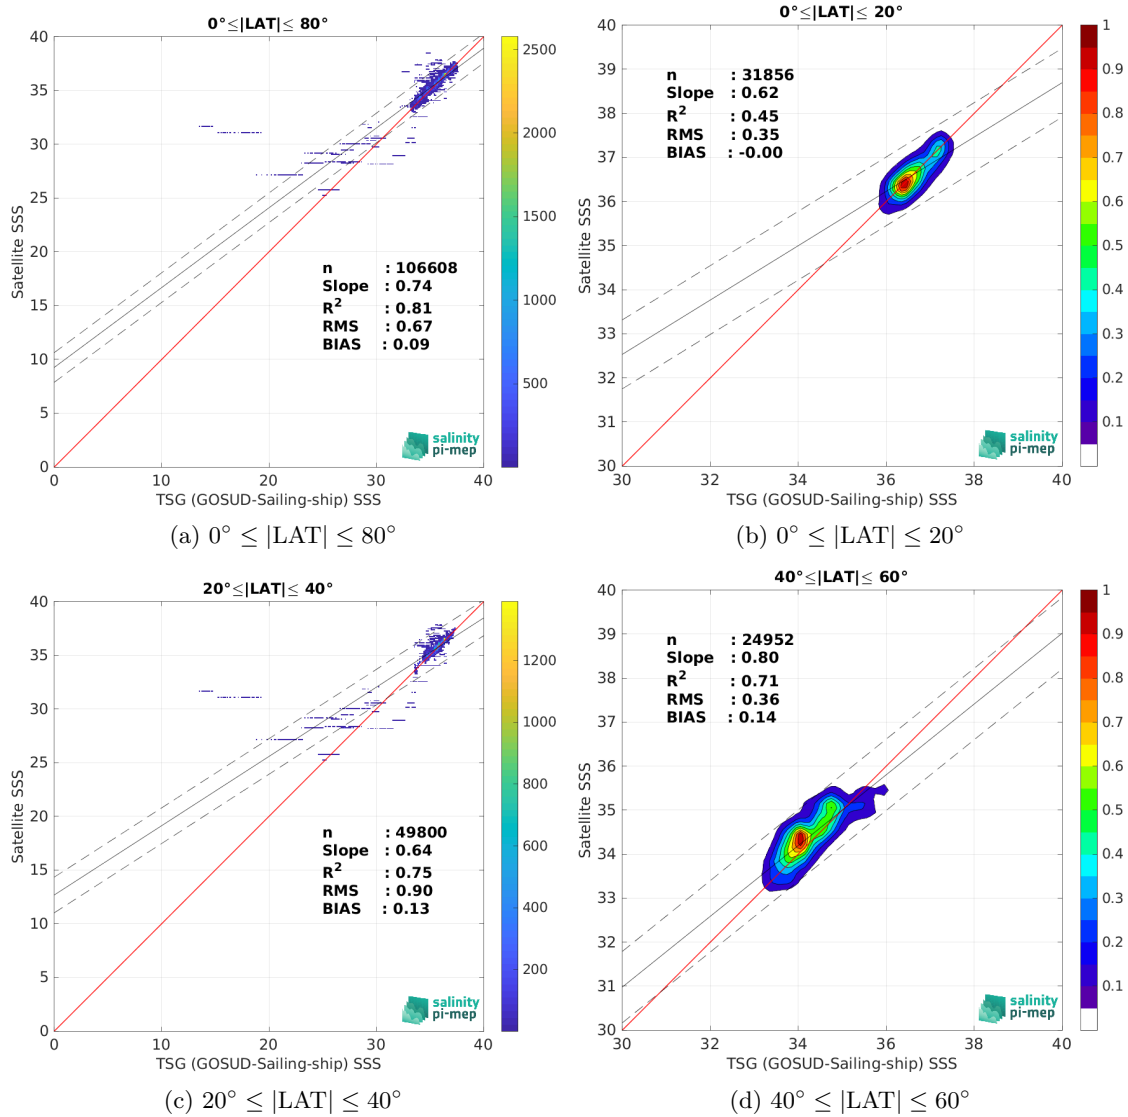 0°≤|LAT|≤ 80°
40
35
30
25
20
15
10
5
0
0
10
20
30
40
Satellite SSS
TSG (GOSUD-Sailing-ship) SSS
n : 106608
Slope : 0.74
R² : 0.81
RMS : 0.67
BIAS : 0.09
salinity
pi-mep
2500
2000
1500
1000
500
(a) 0° ≤ |LAT| ≤ 80°
0°≤|LAT|≤ 20°
40
39
38
37
36
35
34
33
32
31
30
30
32
34
36
38
40
Satellite SSS
TSG (GOSUD-Sailing-ship) SSS
n : 31856
Slope : 0.62
R² : 0.45
RMS : 0.35
BIAS : -0.00
salinity
pi-mep
1
0.9
0.8
0.7
0.6
0.5
0.4
0.3
0.2
0.1
(b) 0° ≤ |LAT| ≤ 20°
20°≤|LAT|≤ 40°
40
35
30
25
20
15
10
5
0
0
10
20
30
40
Satellite SSS
TSG (GOSUD-Sailing-ship) SSS
n : 49800
Slope : 0.64
R² : 0.75
RMS : 0.90
BIAS : 0.13
salinity
pi-mep
1200
1000
800
600
400
200
(c) 20° ≤ |LAT| ≤ 40°
40°≤|LAT|≤ 60°
40
39
38
37
36
35
34
33
32
31
30
30
32
34
36
38
40
Satellite SSS
TSG (GOSUD-Sailing-ship) SSS
n : 24952
Slope : 0.80
R² : 0.71
RMS : 0.36
BIAS : 0.14
salinity
pi-mep
1
0.9
0.8
0.7
0.6
0.5
0.4
0.3
0.2
0.1
(d) 40° ≤ |LAT| ≤ 60°